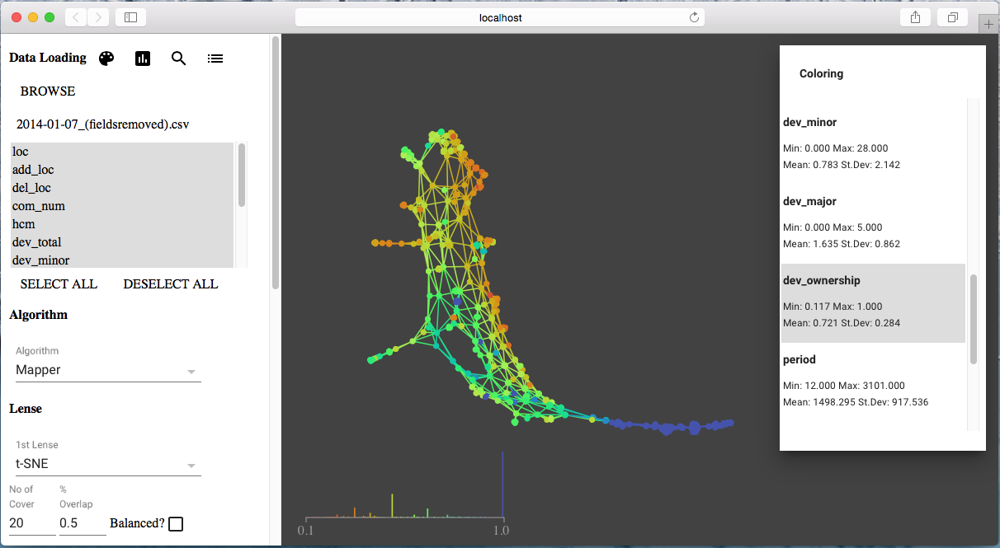 localhost
Data Loading
BROWSE
2014-01-07_(fieldsremoved).csv
loc
add_loc
del_loc
com_num
hcm
dev_total
dev_minor
SELECT ALL DESELECT ALL
Algorithm
Algorithm
Mapper
Lense
1st Lense
t-SNE
No of Cover
% Overlap
20
0.5
Balanced?
0.1 1.0
Coloring
dev_minor
Min: 0.000 Max: 28.000
Mean: 0.783 St.Dev: 2.142
dev_major
Min: 0.000 Max: 5.000
Mean: 1.635 St.Dev: 0.862
dev_ownership
Min: 0.117 Max: 1.000
Mean: 0.721 St.Dev: 0.284
period
Min: 12.000 Max: 3101.000
Mean: 1498.295 St.Dev: 917.536